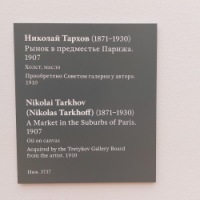 Николай Тархов (1871–1930)
Рынок в предместье Парижа.
1907
Холст, масло
Приобретено Советом галереи у автора.
1910
Nikolai Tarkhov
(Nikolas Tarkhoff) (1871–1930)
A Market in the Suburbs of Paris.
1907
Oil on canvas
Acquired by the Tretykov Gallery Board
from the artist. 1910
Инв. 3737